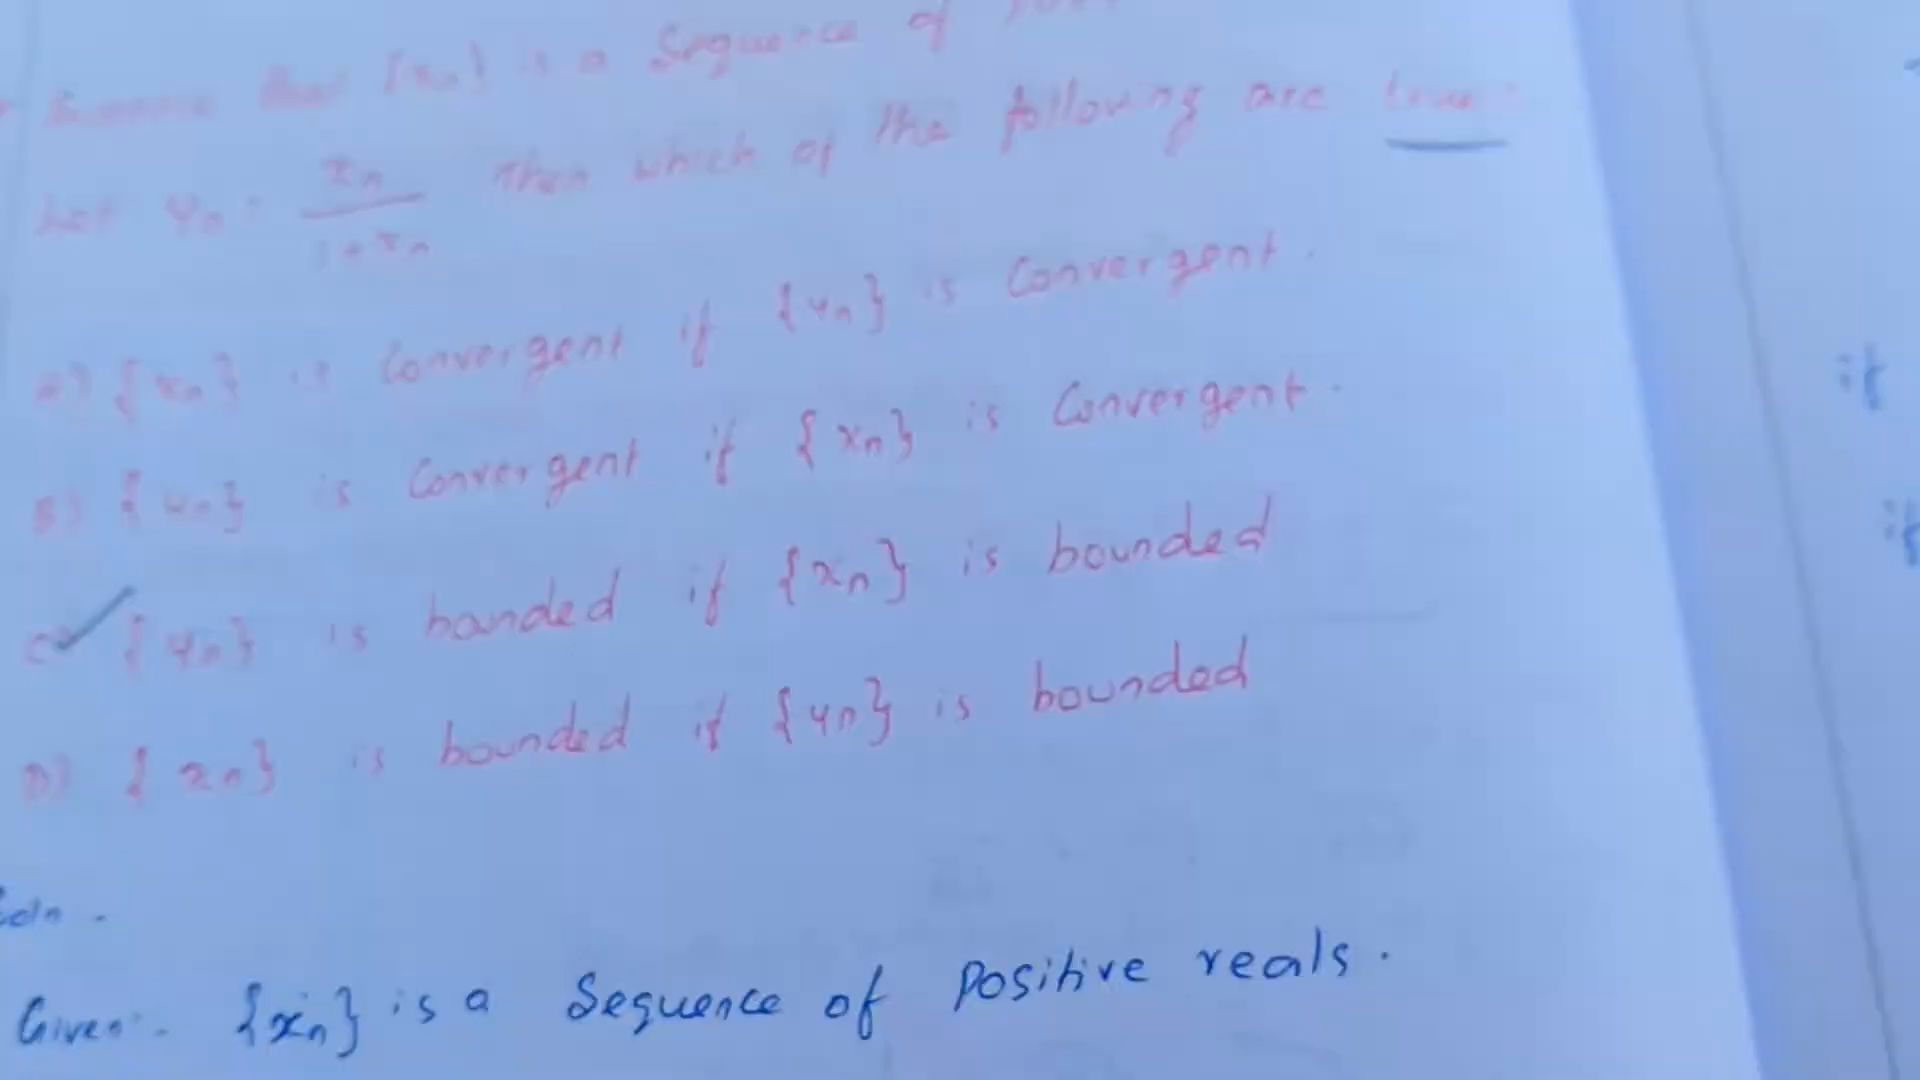 that {xn} is a Sequence of
Let yn = xn / 1+xn Then which of the following are true:
A) {xn} is Convergent if {yn} is Convergent.
B) {yn} is Convergent if {xn} is Convergent.
C) {yn} is bounded if {xn} is bounded
D) {xn} is bounded if {yn} is bounded
Soln.
Given:- {xn} is a Sequence of Positive reals.
if
if